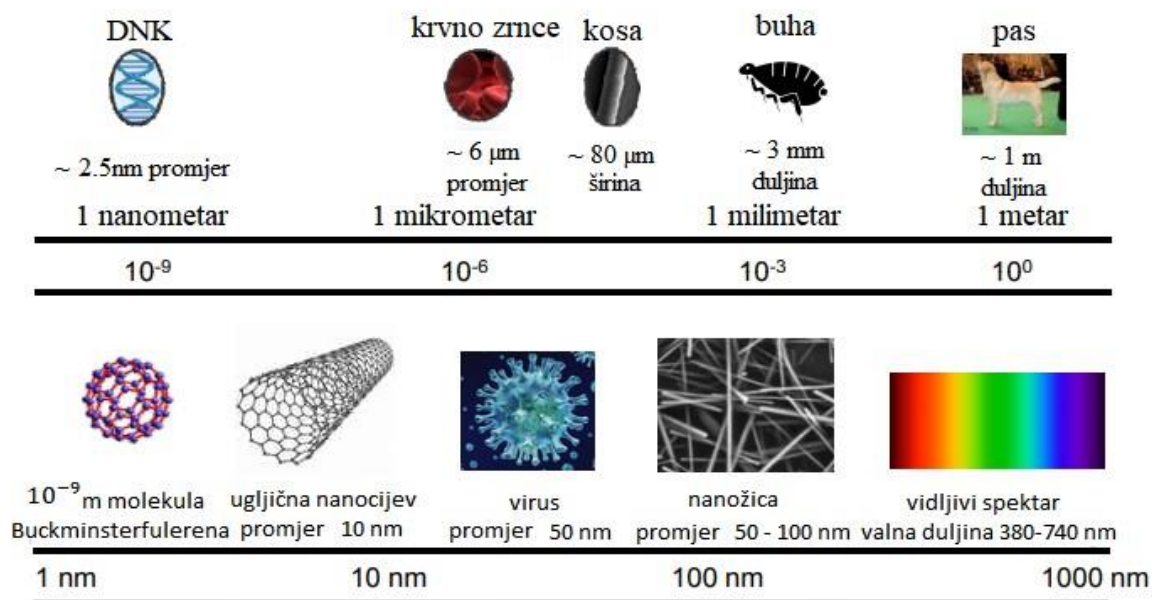 DNK
krvno zrnce
kosa
buha
pas
~ 2.5nm promjer
~ 6 µm
promjer
~ 80 µm
širina
~ 3 mm
duljina
~ 1 m
duljina
1 nanometar
1 mikrometar
1 milimetar
1 metar
10⁻⁹
10⁻⁶
10⁻³
10⁰
10⁻⁹ m molekula
Buckminsterfulerena
ugljična nanocijev
promjer 10 nm
virus
promjer 50 nm
nanožica
promjer 50 - 100 nm
vidljivi spektar
valna duljina 380-740 nm
1 nm
10 nm
100 nm
1000 nm